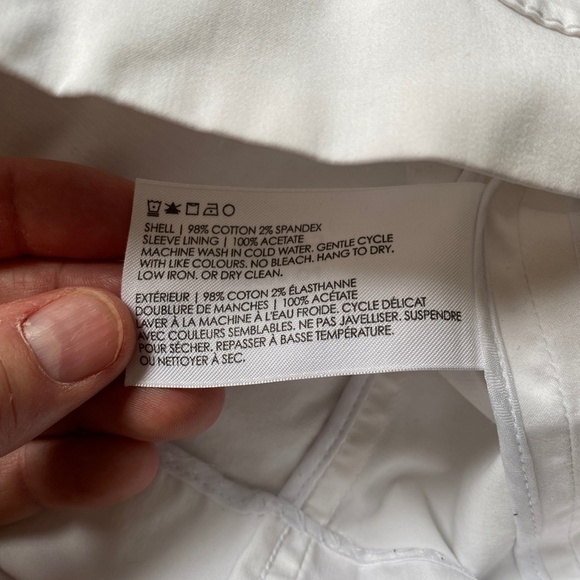 SHELL | 98% COTTON 2% SPANDEX
SLEEVE LINING | 100% ACETATE
MACHINE WASH IN COLD WATER. GENTLE CYCLE
WITH LIKE COLOURS. NO BLEACH. HANG TO DRY.
LOW IRON. OR DRY CLEAN.
EXTÉRIEUR | 98% COTON 2% ÉLASTHANNE
DOUBLURE DE MANCHES | 100% ACÉTATE
LAVER À LA MACHINE À L'EAU FROIDE. CYCLE DÉLICAT
AVEC COULEURS SEMBLABLES. NE PAS JAVELLISER. SUSPENDRE
POUR SÉCHER. REPASSER À BASSE TEMPÉRATURE.
OU NETTOYER À SEC.